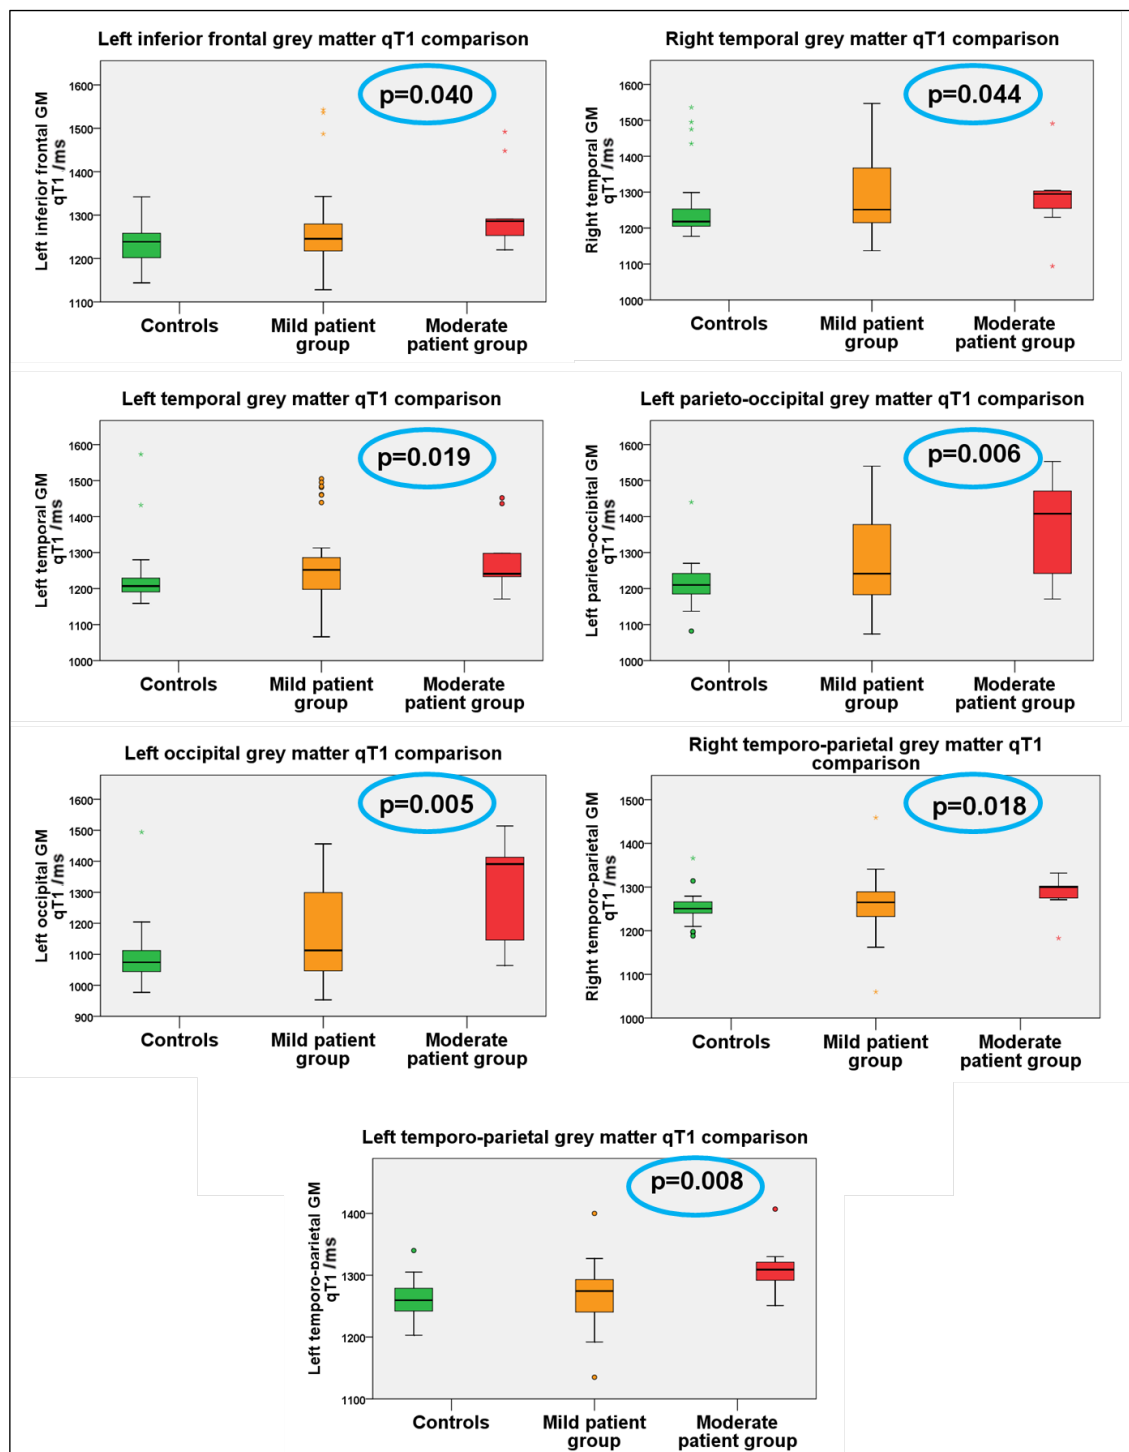 Left inferior frontal grey matter qT1 comparison
p=0.040
Left inferior frontal GM
qT1 /ms
1600
1500
1400
1300
1200
1100
Controls
Mild patient
group
Moderate
patient group
Right temporal grey matter qT1 comparison
p=0.044
Right temporal GM
qT1 /ms
1600
1500
1400
1300
1200
1100
1000
Controls
Mild patient
group
Moderate
patient group
Left temporal grey matter qT1 comparison
p=0.019
Left temporal GM
qT1 /ms
1600
1500
1400
1300
1200
1100
1000
Controls
Mild patient
group
Moderate
patient group
Left parieto-occipital grey matter qT1 comparison
p=0.006
Left parieto-occipital GM
qT1 /ms
1600
1500
1400
1300
1200
1100
1000
Controls
Mild patient
group
Moderate
patient group
Left occipital grey matter qT1 comparison
p=0.005
Left occipital GM
qT1 /ms
1600
1500
1400
1300
1200
1100
1000
900
Controls
Mild patient
group
Moderate
patient group
Right temporo-parietal grey matter qT1
comparison
p=0.018
Right temporo-parietal GM
qT1 /ms
1500
1400
1300
1200
1100
1000
Controls
Mild patient
group
Moderate
patient group
Left temporo-parietal grey matter qT1 comparison
p=0.008
Left temporo-parietal GM
qT1 /ms
1400
1300
1200
1100
Controls
Mild patient
group
Moderate
patient group